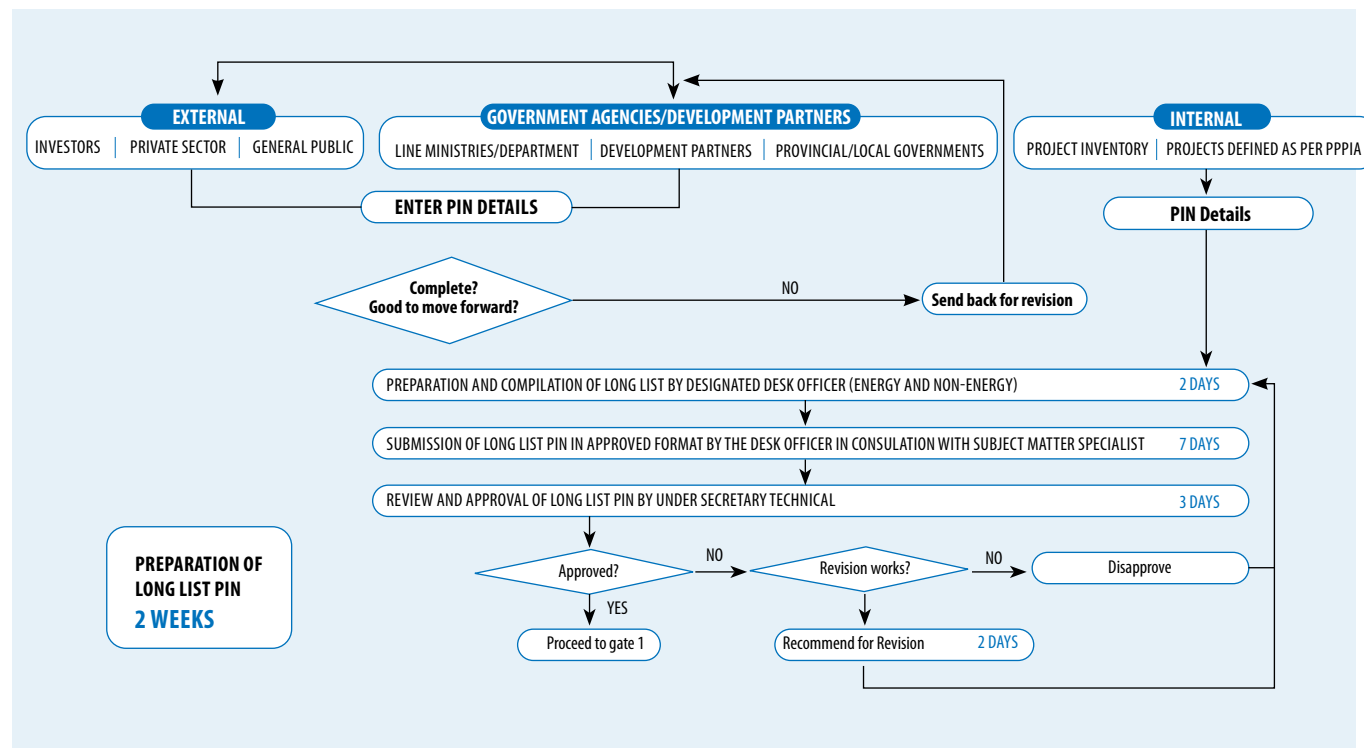 EXTERNAL
INVESTORS | PRIVATE SECTOR | GENERAL PUBLIC
GOVERNMENT AGENCIES/DEVELOPMENT PARTNERS
LINE MINISTRIES/DEPARTMENT | DEVELOPMENT PARTNERS | PROVINCIAL/LOCAL GOVERNMENTS
INTERNAL
PROJECT INVENTORY | PROJECTS DEFINED AS PER PPPIA
ENTER PIN DETAILS
PIN Details
Complete?
Good to move forward?
NO
Send back for revision
PREPARATION AND COMPILATION OF LONG LIST BY DESIGNATED DESK OFFICER (ENERGY AND NON-ENERGY) 2 DAYS
SUBMISSION OF LONG LIST PIN IN APPROVED FORMAT BY THE DESK OFFICER IN CONSULATION WITH SUBJECT MATTER SPECIALIST 7 DAYS
REVIEW AND APPROVAL OF LONG LIST PIN BY UNDER SECRETARY TECHNICAL 3 DAYS
PREPARATION OF
LONG LIST PIN
2 WEEKS
Approved?
NO
Revision works?
NO
Disapprove
YES
Proceed to gate 1
Recommend for Revision 2 DAYS